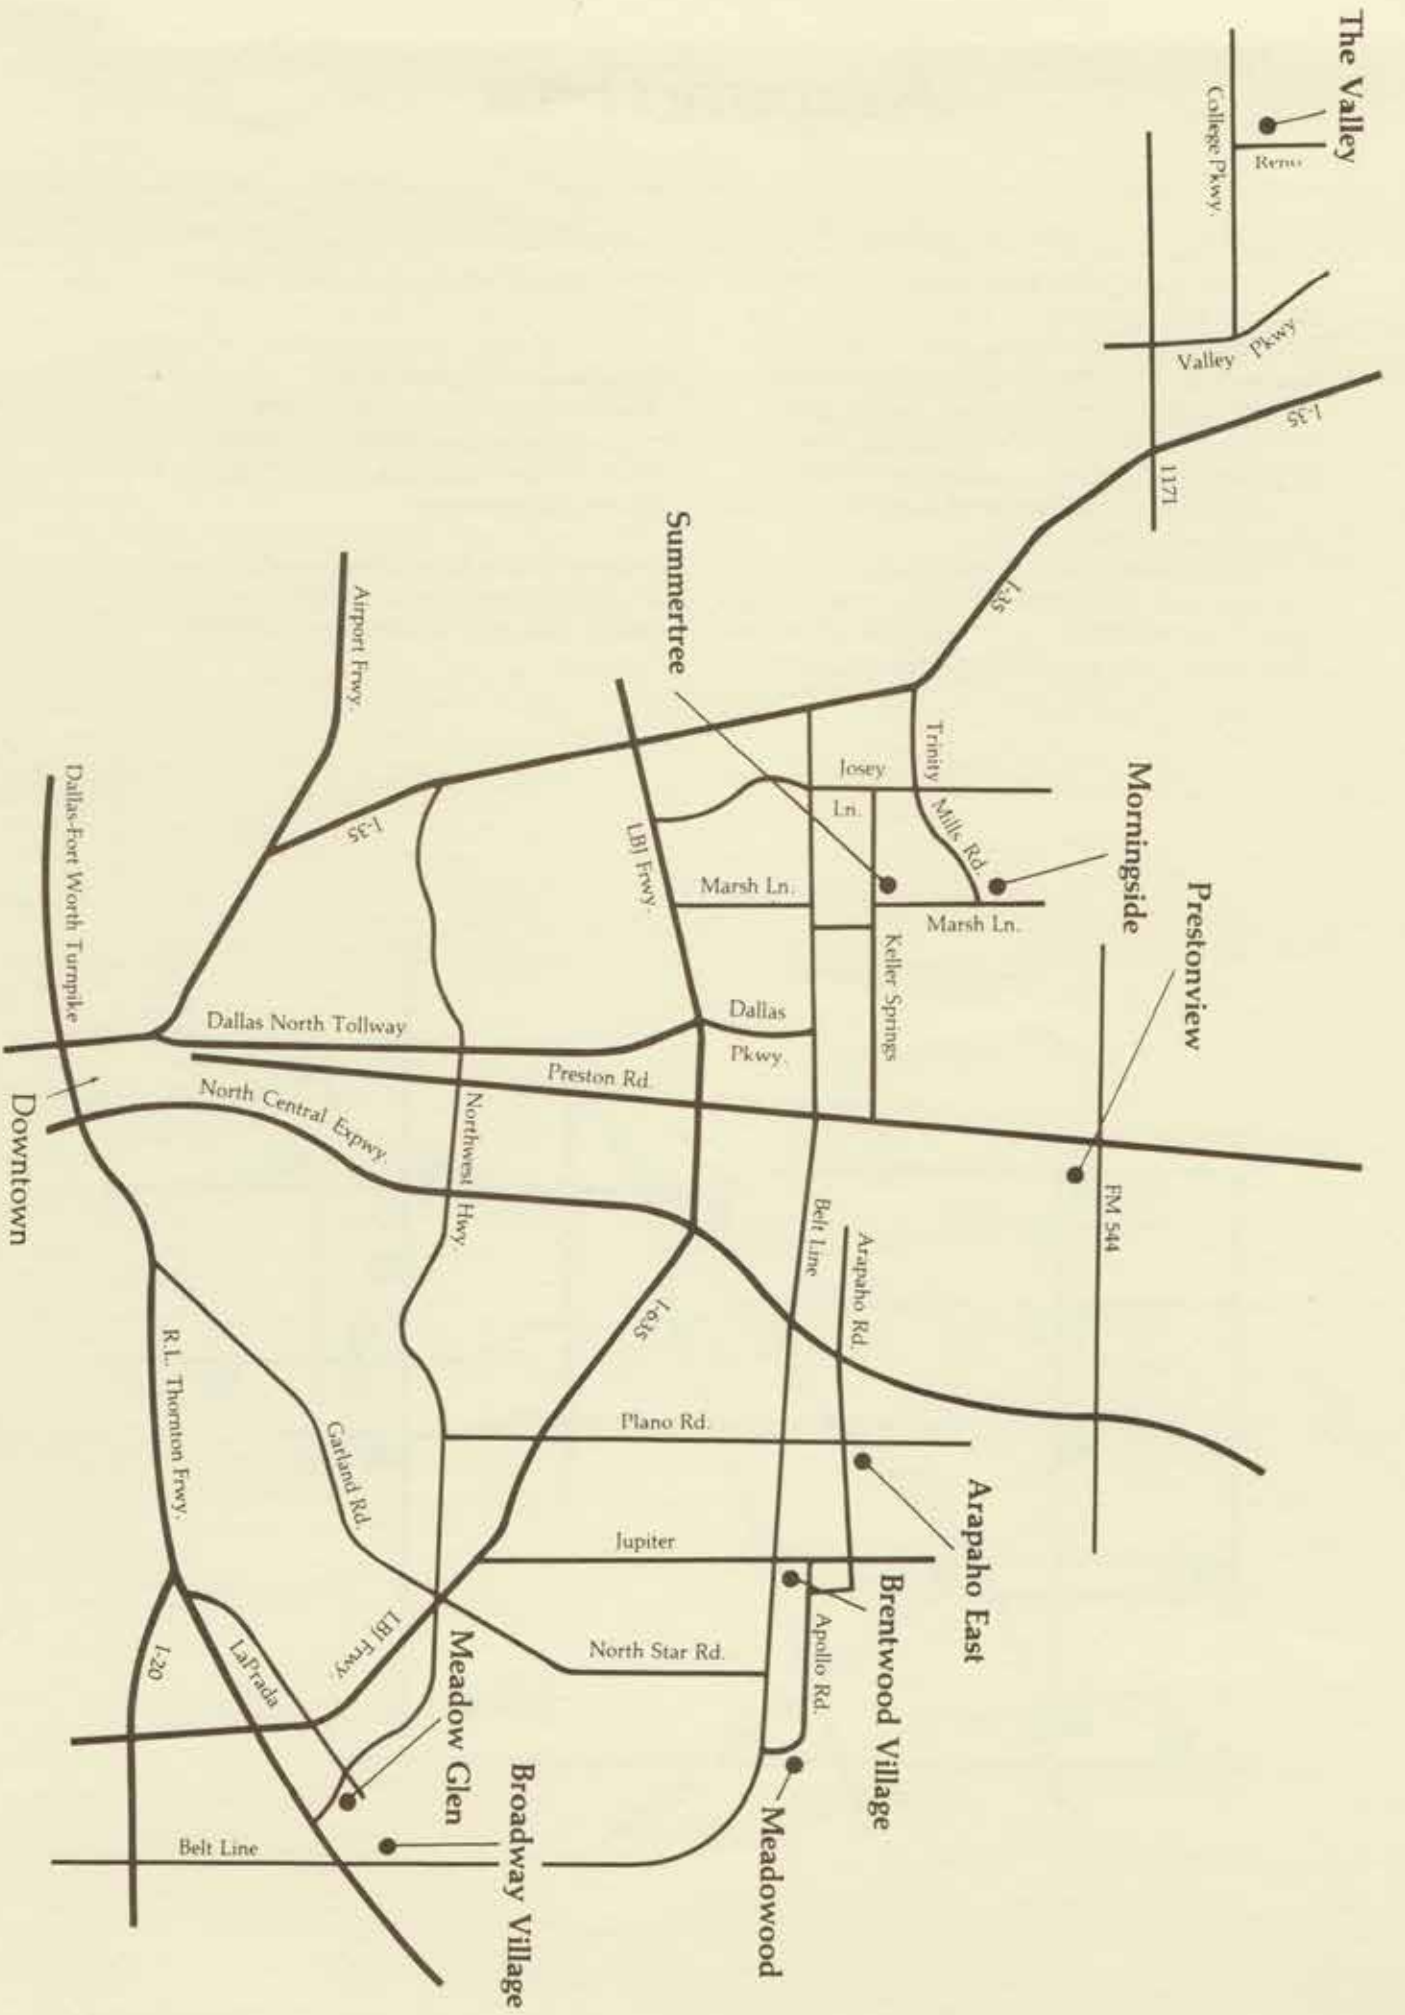 The Valley
Reno
College Pkwy.
Valley Pkwy.
I-35
1171
I-35
Prestonview
FM 544
Morningside
Marsh Ln.
Trinity Mills Rd.
Josey Ln.
Keller Springs
Summertree
Arapaho Rd.
Belt Line
Arapaho East
Brentwood Village
Apollo Rd.
Meadowood
Dallas Pkwy.
Marsh Ln.
LBJ Frwy.
Preston Rd.
I-635
Plano Rd.
Jupiter
North Star Rd.
Northwest Hwy.
Broadway Village
Meadow Glen
Airport Frwy.
I-35
Dallas North Tollway
North Central Expwy.
Garland Rd.
LBJ Frwy.
LaPrada
Belt Line
R.L. Thornton Frwy.
I-20
Dallas-Fort Worth Turnpike
Downtown